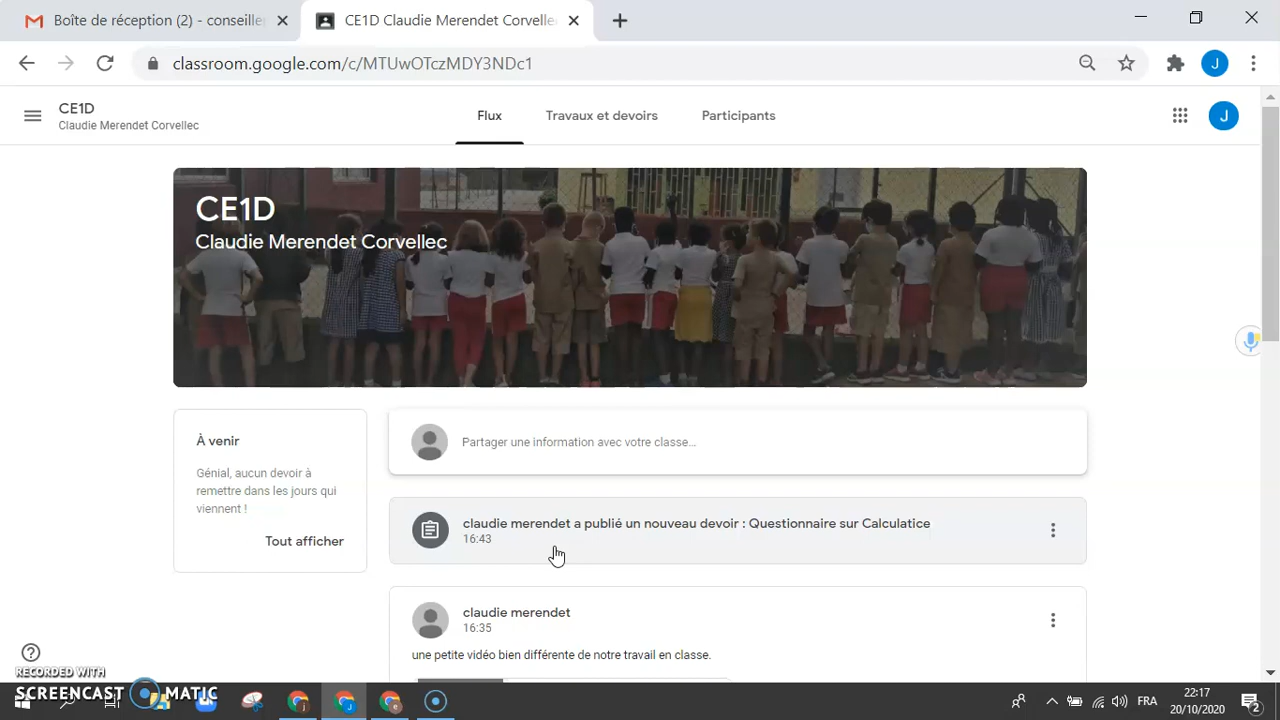 Boîte de réception (2) - conseille
CE1D Claudie Merendet Corvelle
classroom.google.com/c/MTUwOTczMDY3NDc1
J
CE1D
Claudie Merendet Corvellec
Flux
Travaux et devoirs
Participants
J
CE1D
Claudie Merendet Corvellec
À venir
Génial, aucun devoir à
remettre dans les jours qui
viennent !
Tout afficher
Partager une information avec votre classe...
claudie merendet a publié un nouveau devoir : Questionnaire sur Calculatice
16:43
claudie merendet
16:35
une petite vidéo bien différente de notre travail en classe.
RECORDED WITH
SCREENCAST MATIC
FRA
22:17
20/10/2020
2